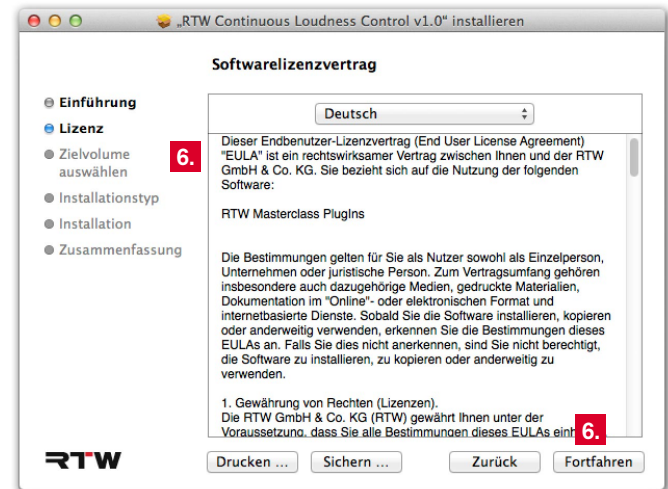 „RTW Continuous Loudness Control v1.0“ installieren
Softwarelizenzvertrag
Einführung
Lizenz
Zielvolume
auswählen
Installationstyp
Installation
Zusammenfassung
6.
Deutsch
Dieser Endbenutzer-Lizenzvertrag (End User License Agreement)
"EULA" ist ein rechtswirksamer Vertrag zwischen Ihnen und der RTW
GmbH & Co. KG. Sie bezieht sich auf die Nutzung der folgenden
Software:
RTW Masterclass PlugIns
Die Bestimmungen gelten für Sie als Nutzer sowohl als Einzelperson,
Unternehmen oder juristische Person. Zum Vertragsumfang gehören
insbesondere auch dazugehörige Medien, gedruckte Materialien,
Dokumentation im "Online"- oder elektronischen Format und
internetbasierte Dienste. Sobald Sie die Software installieren, kopieren
oder anderweitig verwenden, erkennen Sie die Bestimmungen dieses
EULAs an. Falls Sie dies nicht anerkennen, sind Sie nicht berechtigt,
die Software zu installieren, zu kopieren oder anderweitig zu
verwenden.
1. Gewährung von Rechten (Lizenzen).
Die RTW GmbH & Co. KG (RTW) gewährt Ihnen unter der
Voraussetzung, dass Sie alle Bestimmungen dieses EULAs
6.
RTW
Drucken ...
Sichern ...
Zurück
Fortfahren